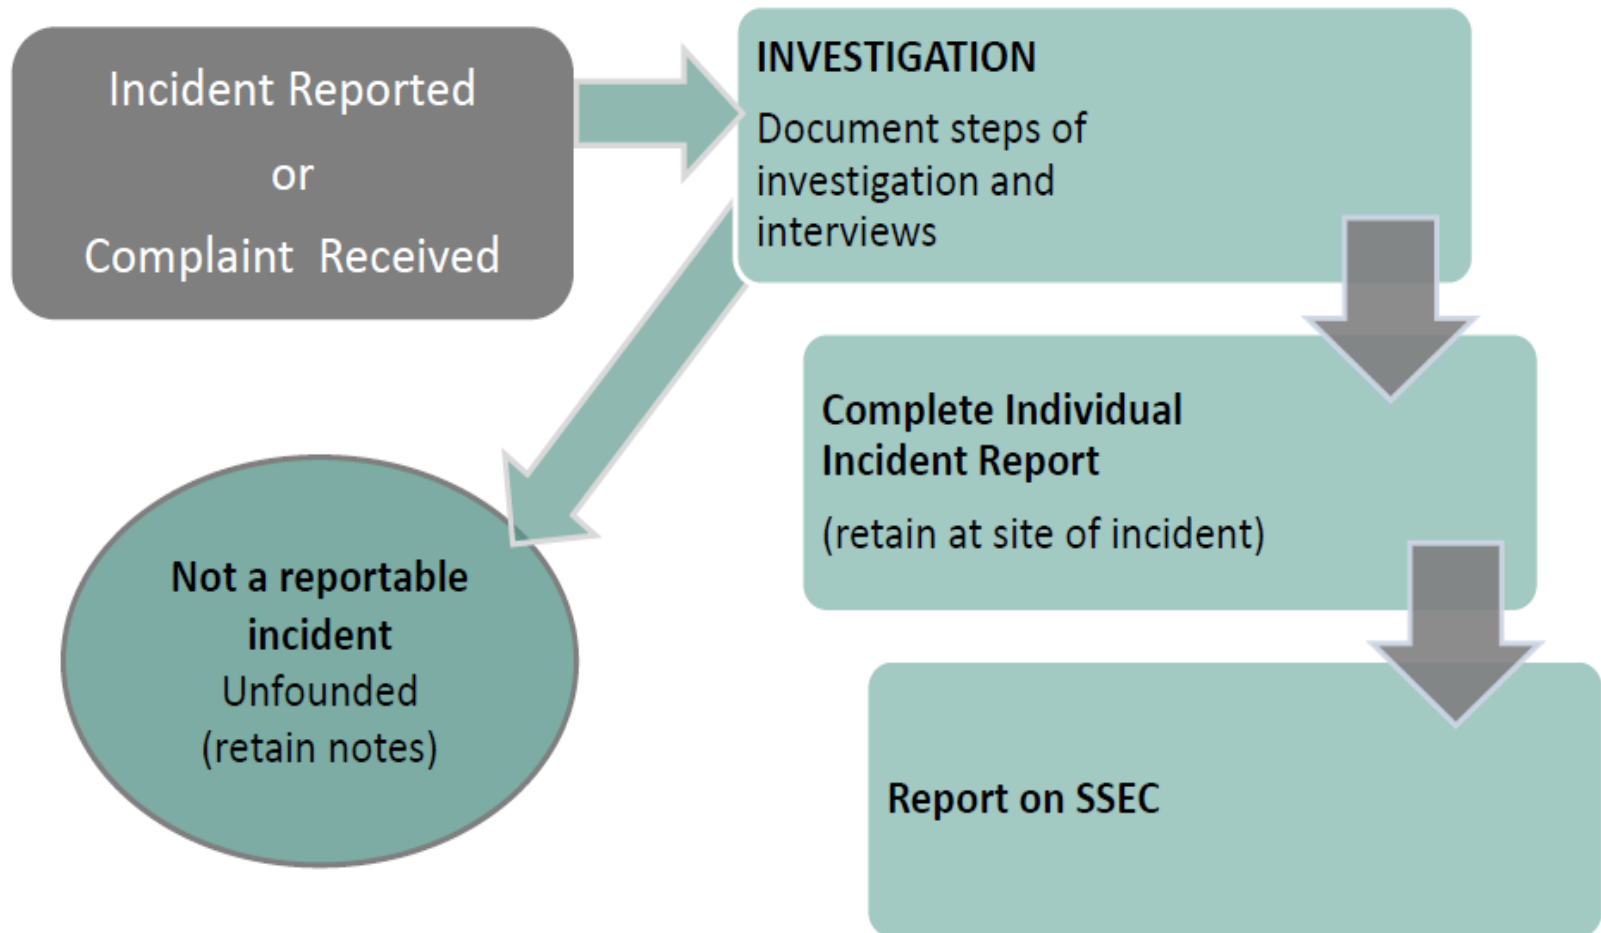 Incident Reported
or
Complaint Received
INVESTIGATION
Document steps of
investigation and
interviews
Complete Individual
Incident Report
(retain at site of incident)
Not a reportable
incident
Unfounded
(retain notes)
Report on SSEC